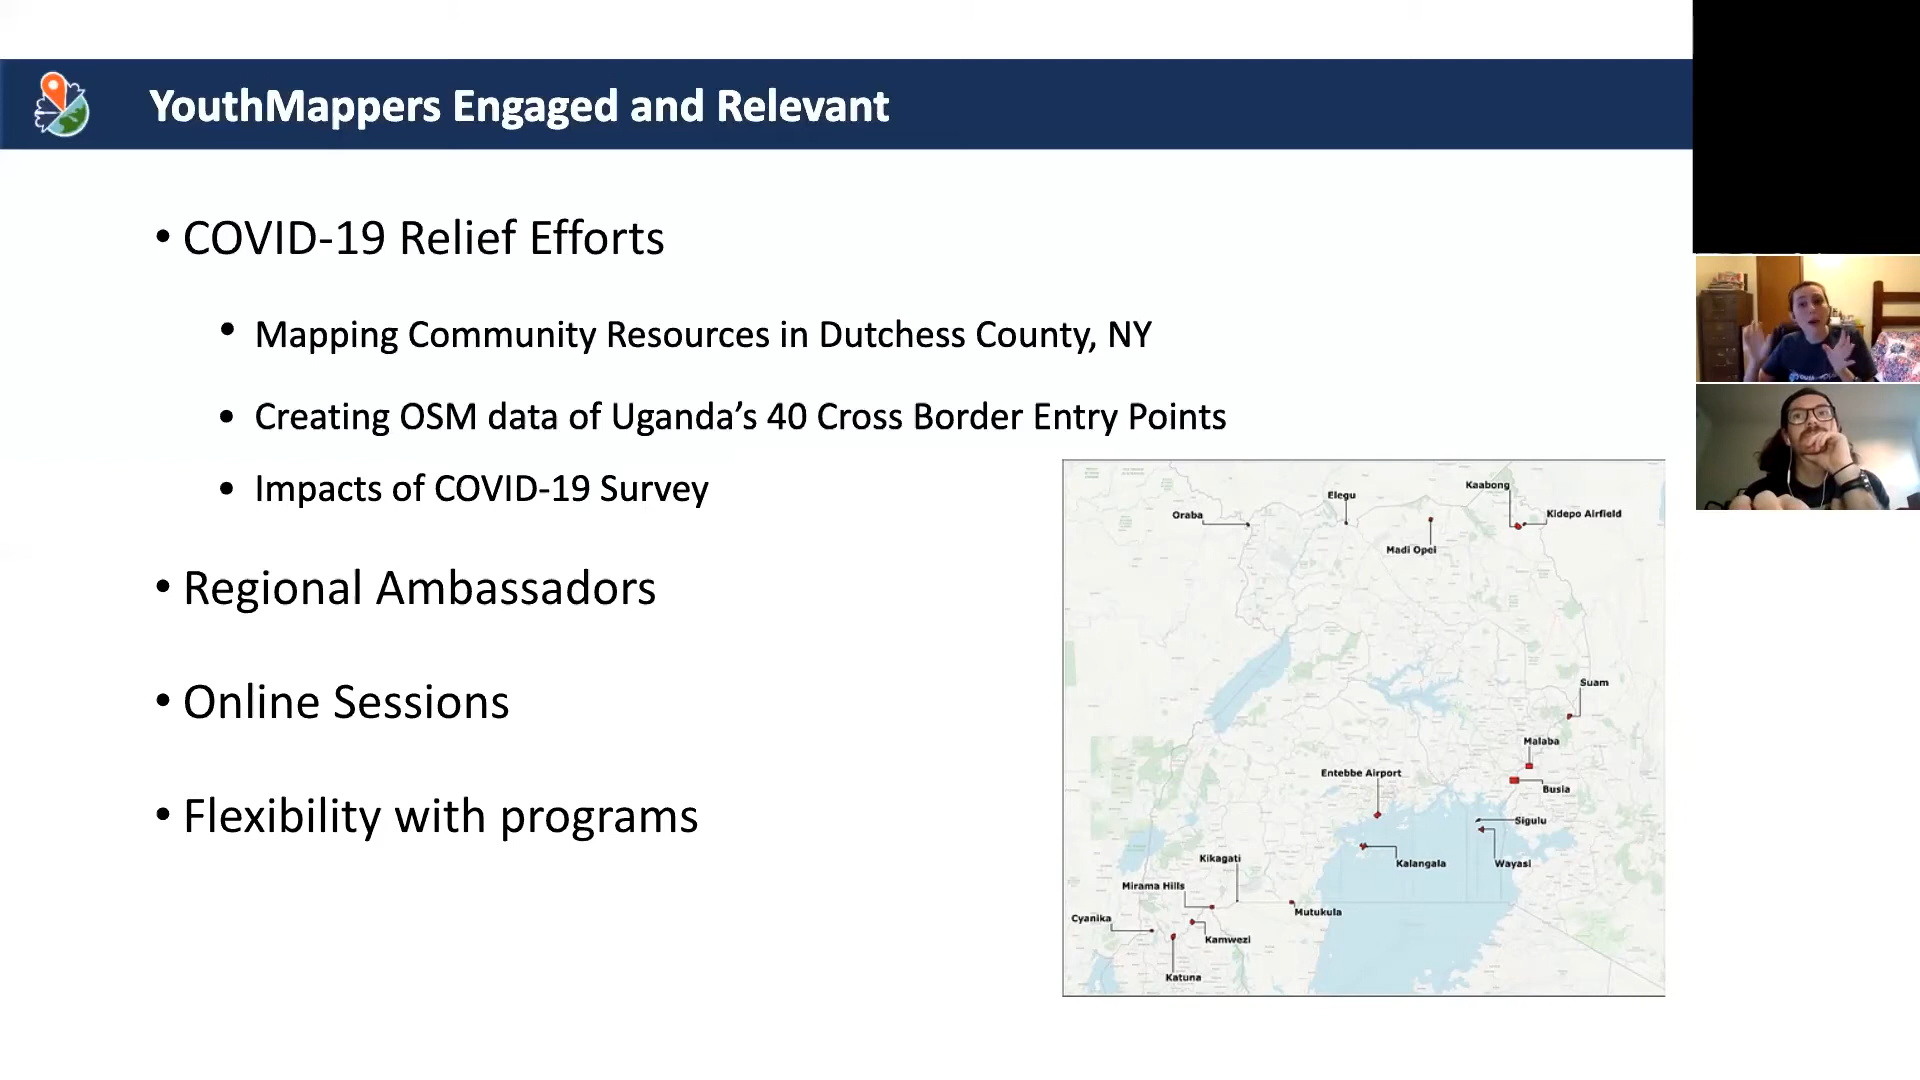 YouthMappers Engaged and Relevant
• COVID-19 Relief Efforts
• Mapping Community Resources in Dutchess County, NY
• Creating OSM data of Uganda’s 40 Cross Border Entry Points
• Impacts of COVID-19 Survey
• Regional Ambassadors
• Online Sessions
• Flexibility with programs
Kaabong
Elegu
Oraba
Kidepo Airfield
Madi Opei
Suam
Malaba
Entebbe Airport
Busia
Sigulu
Kikagati
Kalangala
Wayasi
Mirama Hills
Mutukula
Cyanika
Kamwezi
Katuna